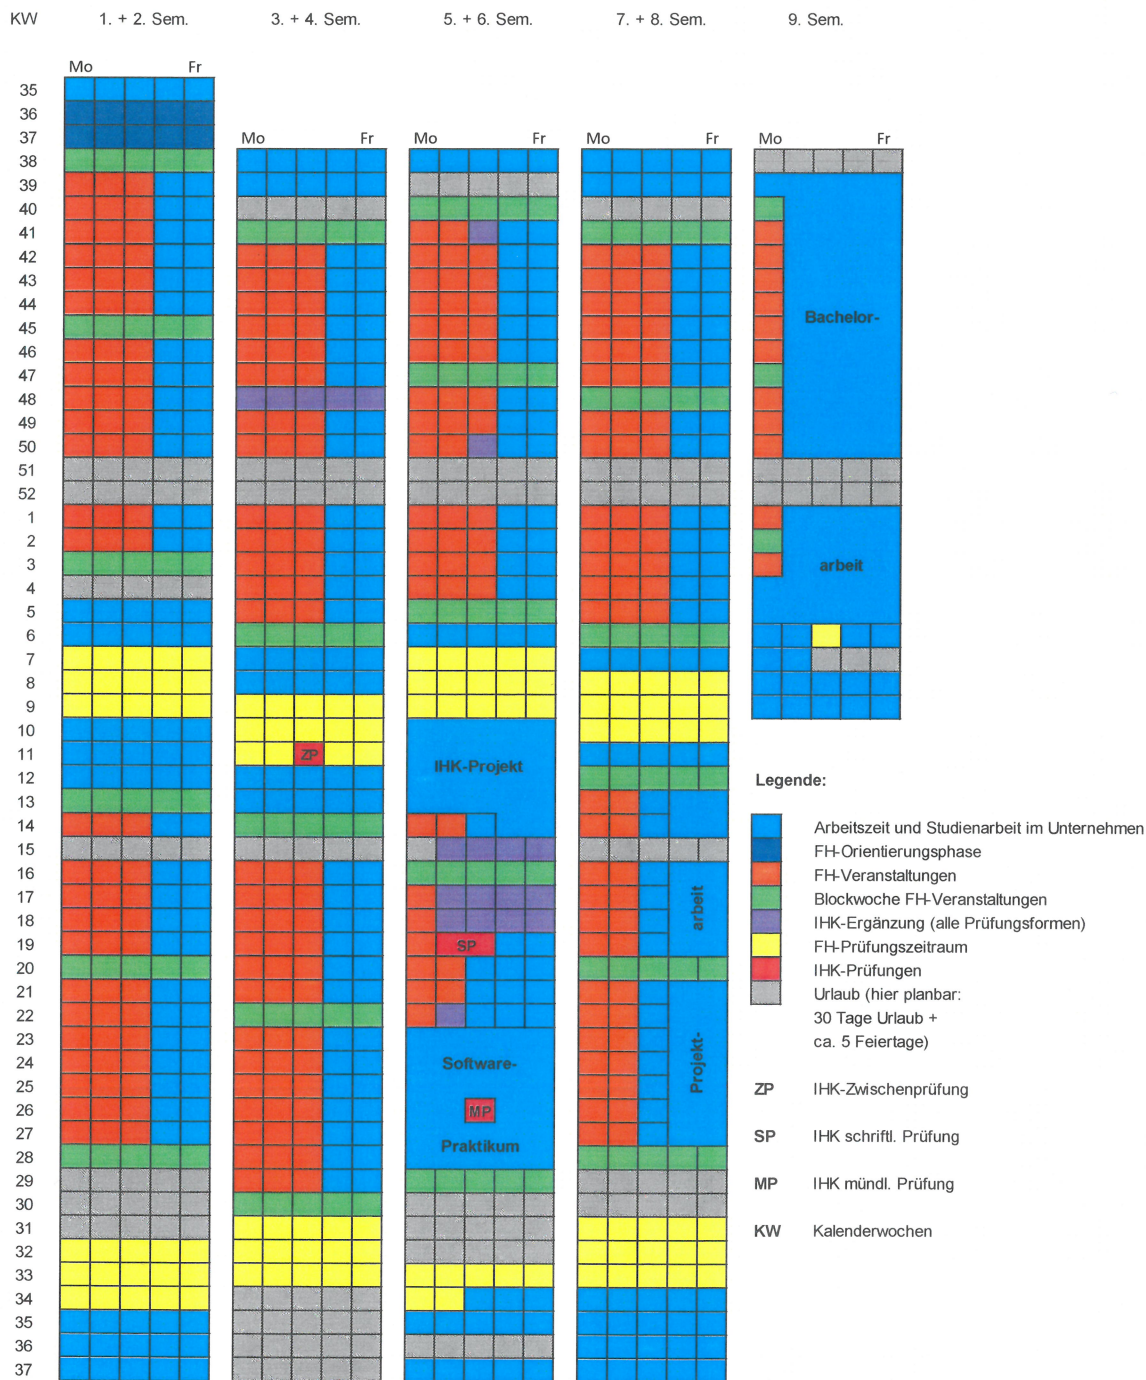 KW 1. + 2. Sem. 3. + 4. Sem. 5. + 6. Sem. 7. + 8. Sem. 9. Sem.
Mo Fr
35
36
37
Mo Fr Mo Fr Mo Fr Mo Fr
38
39
40
41
42
43
44
45 Bachelor-
46
47
48
49
50
51
52
1
2
3 arbeit
4
5
6
7
8
9
10
11 ZP IHK-Projekt
12
13
14
15
16
17 arbeit
18
19 SP
20
21
22
23
24 Software-
25 Projekt-
26 MP
27 Praktikum
28
29
30
31
32
33
34
35
36
37
Legende:
Arbeitszeit und Studienarbeit im Unternehmen
FH-Orientierungsphase
FH-Veranstaltungen
Blockwoche FH-Veranstaltungen
IHK-Ergänzung (alle Prüfungsformen)
FH-Prüfungszeitraum
IHK-Prüfungen
Urlaub (hier planbar:
30 Tage Urlaub +
ca. 5 Feiertage)
ZP IHK-Zwischenprüfung
SP IHK schriftl. Prüfung
MP IHK mündl. Prüfung
KW Kalenderwochen